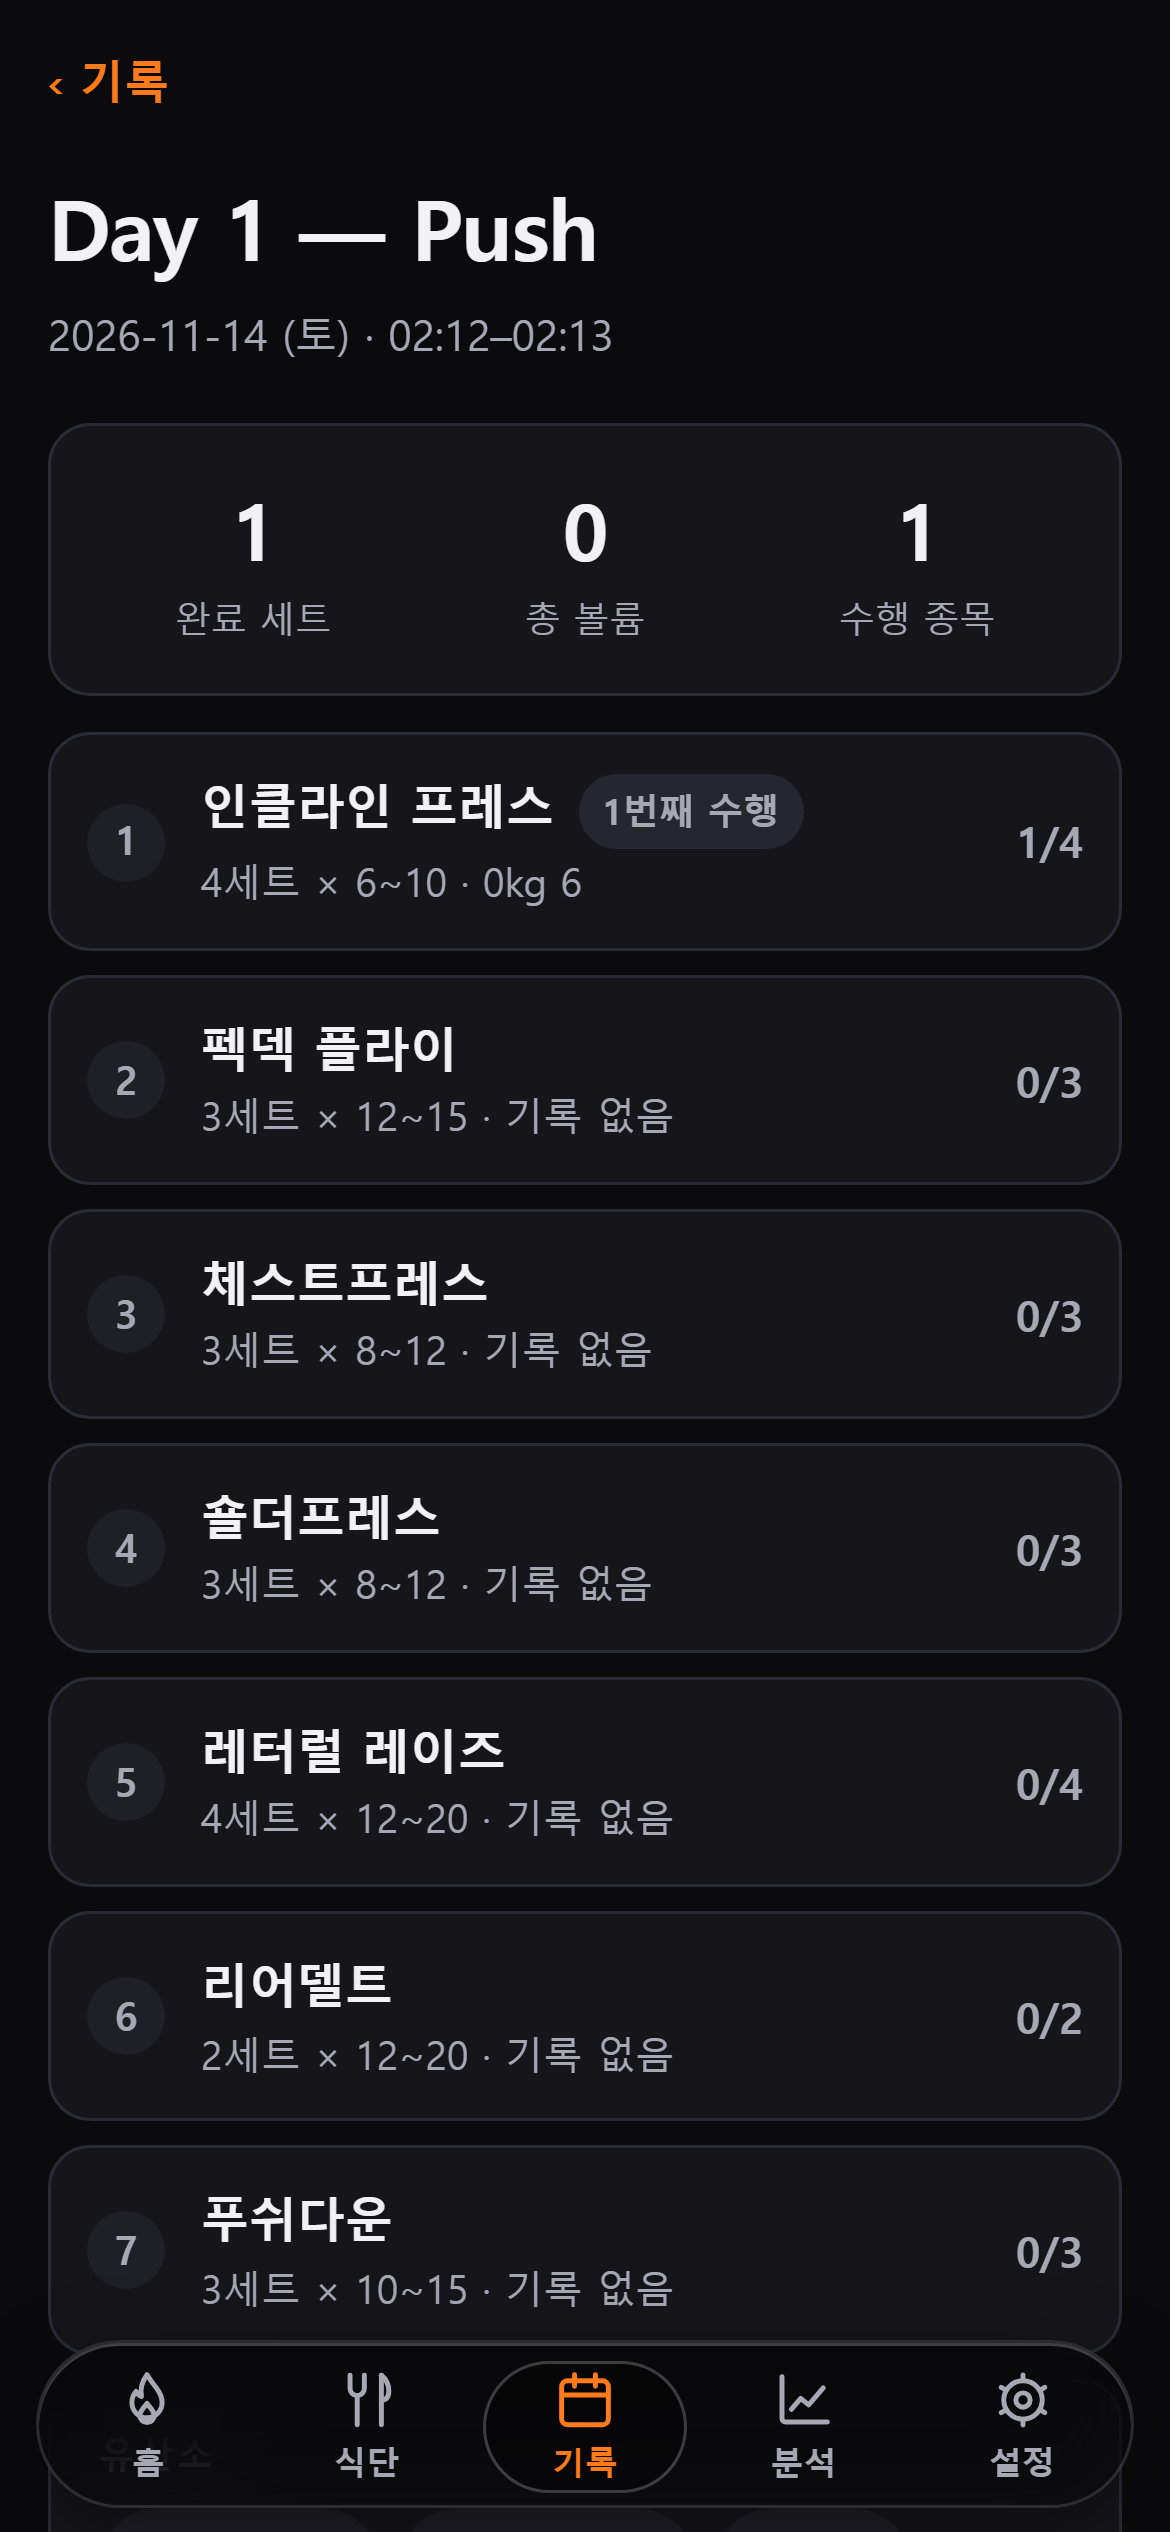 ‹ 기록
Day 1 — Push
2026-11-14 (토) · 02:12–02:13
1 0 1
완료 세트 총 볼륨 수행 종목
1 인클라인 프레스 1번째 수행 1/4
4세트 × 6~10 · 0kg 6
2 펙덱 플라이 0/3
3세트 × 12~15 · 기록 없음
3 체스트프레스 0/3
3세트 × 8~12 · 기록 없음
4 숄더프레스 0/3
3세트 × 8~12 · 기록 없음
5 레터럴 레이즈 0/4
4세트 × 12~20 · 기록 없음
6 리어델트 0/2
2세트 × 12~20 · 기록 없음
7 푸쉬다운 0/3
3세트 × 10~15 · 기록 없음
홈 식단 기록 분석 설정